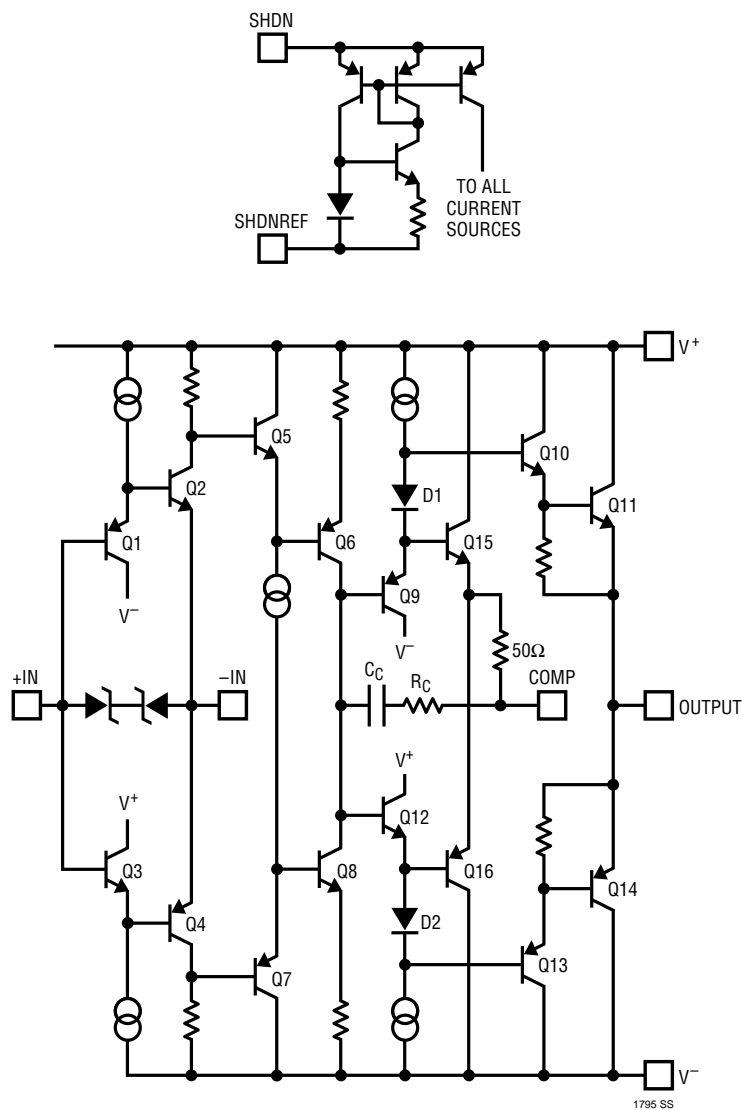 SHDN
TO ALL
CURRENT
SOURCES
SHDNREF
V+
Q5
Q10
Q2
D1
Q11
Q1
Q6
Q15
V–
Q9
V–
50Ω
+IN
–IN
CC
RC
COMP
OUTPUT
V+
V+
Q12
Q3
Q8
Q16
Q14
Q4
D2
Q7
Q13
V–
1795 SS